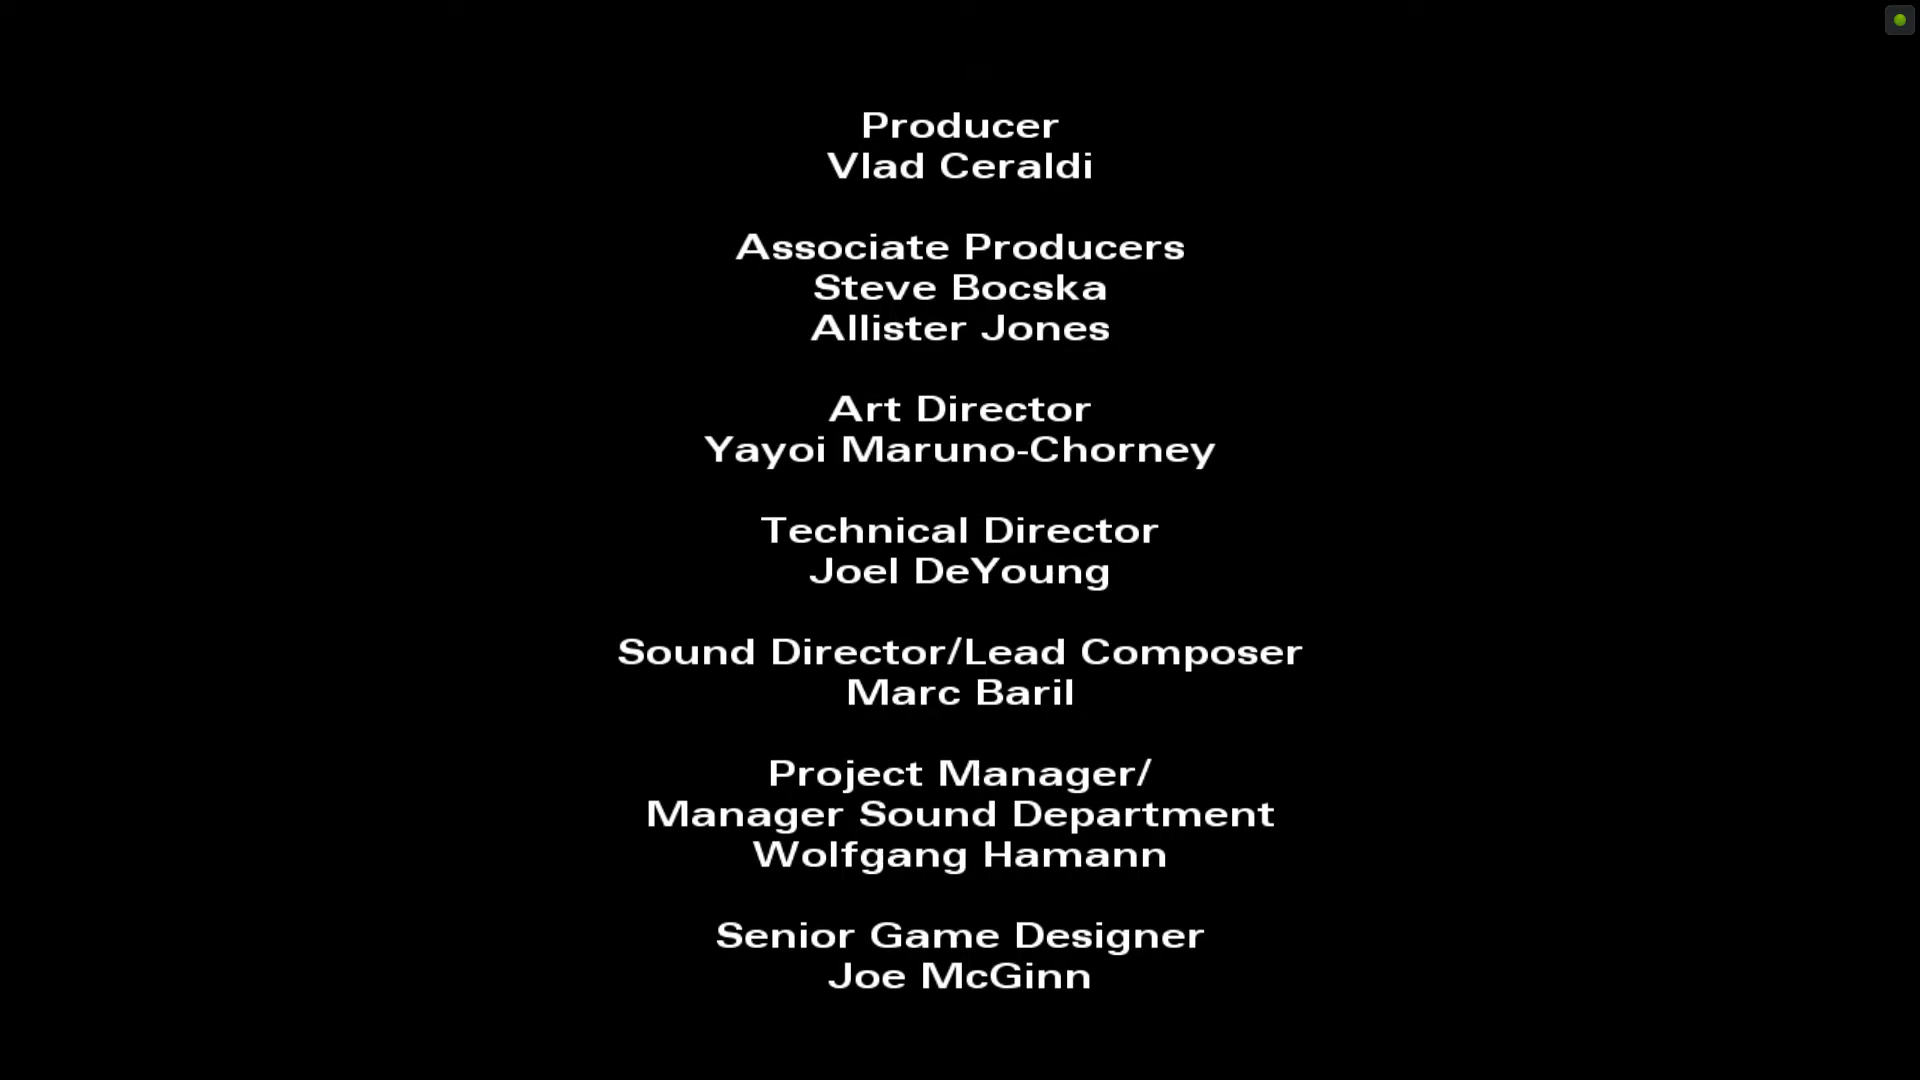 Producer
Vlad Ceraldi
Associate Producers
Steve Bocska
Allister Jones
Art Director
Yayoi Maruno-Chorney
Technical Director
Joel DeYoung
Sound Director/Lead Composer
Marc Baril
Project Manager/
Manager Sound Department
Wolfgang Hamann
Senior Game Designer
Joe McGinn